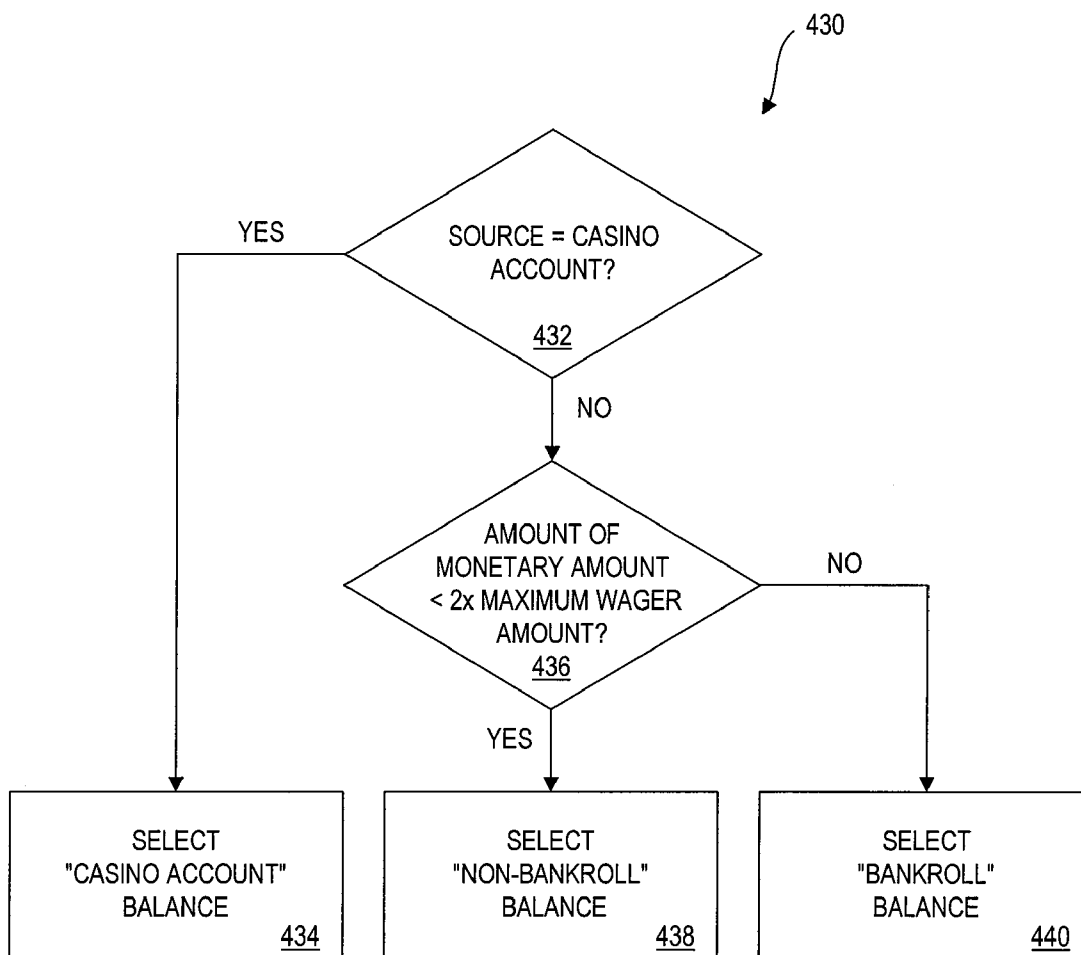 430
YES
SOURCE = CASINO
ACCOUNT?
432
NO
AMOUNT OF
MONETARY AMOUNT
< 2x MAXIMUM WAGER
AMOUNT?
436
NO
YES
SELECT
"CASINO ACCOUNT"
BALANCE
434
SELECT
"NON-BANKROLL"
BALANCE
438
SELECT
"BANKROLL"
BALANCE
440